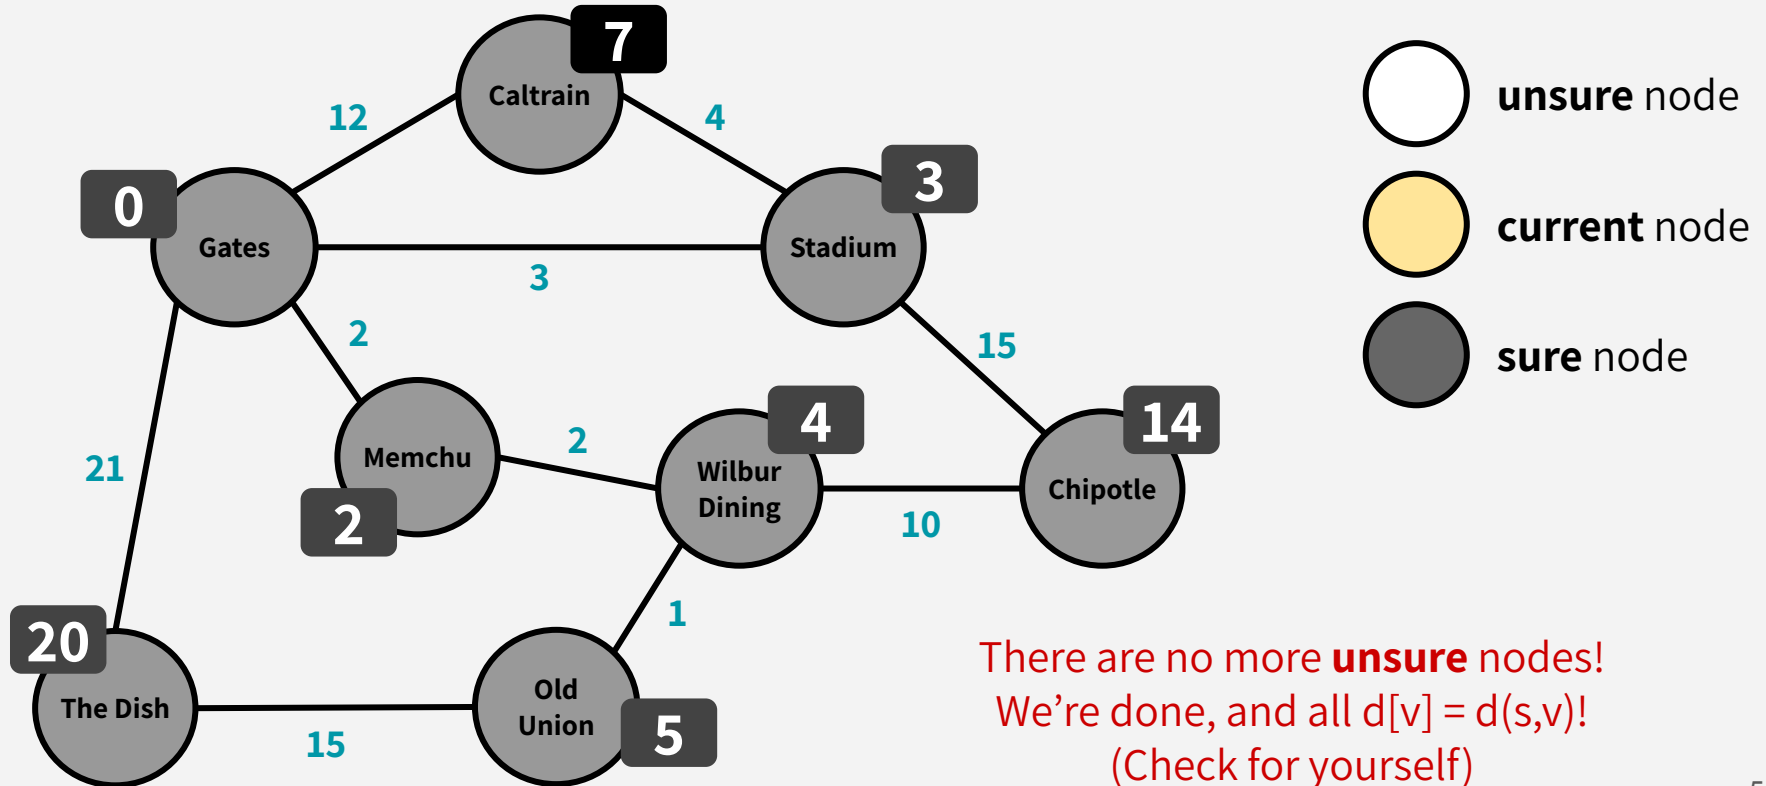 7
Caltrain
12
4
3
0
Gates
Stadium
3
2
15
4
14
Memchu
2
Wilbur
Dining
Chipotle
21
2
10
1
20
The Dish
Old
Union
5
15
unsure node
current node
sure node
There are no more unsure nodes!
We're done, and all d[v] = d(s,v)!
(Check for yourself)